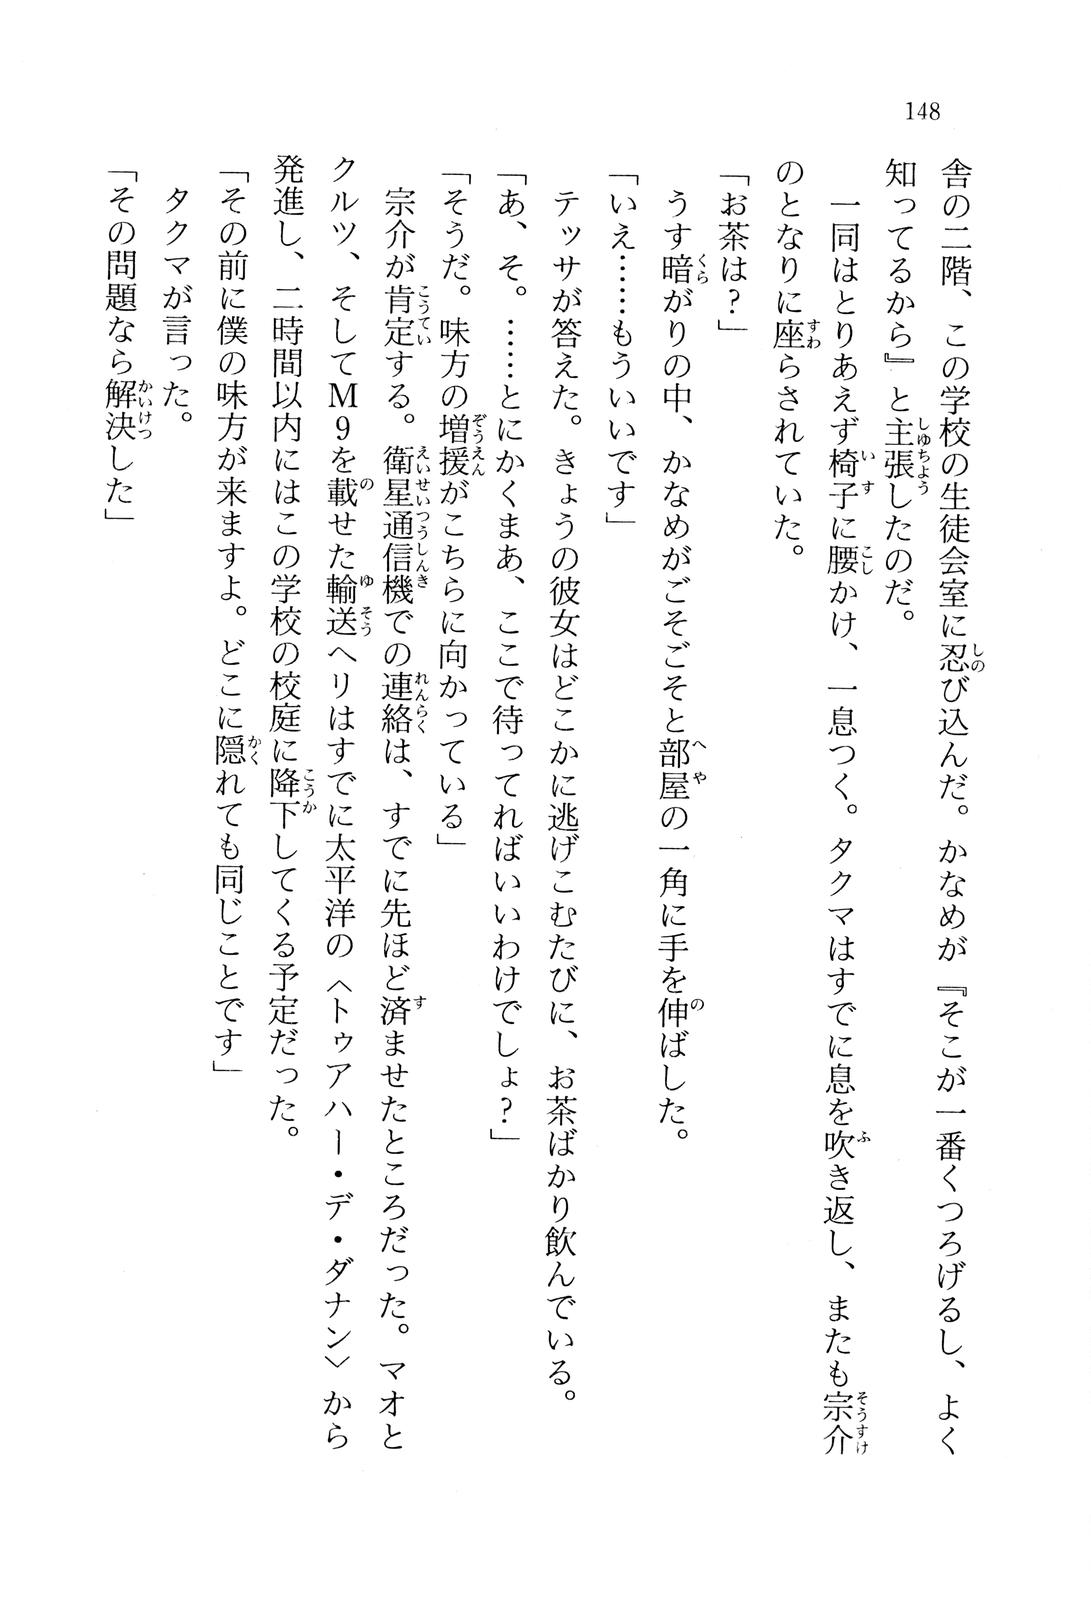 148
舎の二階、この学校の生徒会室に忍び込んだ。かなめが『そこが一番くつろげるし、よく
知ってるから』と主張したのだ。
一同はとりあえず椅子に腰かけ、一息つく。タクマはすでに息を吹き返し、またも宗介
のとなりに座らされていた。
「お茶は？」
うす暗がりの中、かなめがごそごそと部屋の一角に手を伸ばした。
「いえ……もういいです」
テッサが答えた。きょうの彼女はどこかに逃げこむたびに、お茶ばかり飲んでいる。
「あ、そ。……とにかくまあ、ここで待ってればいいわけでしょ？」
「そうだ。味方の増援がこちらに向かっている」
宗介が肯定する。衛星通信機での連絡は、すでに先ほど済ませたところだった。マオと
クルツ、そしてＭ９を載せた輸送ヘリはすでに太平洋の〈トゥアハー・デ・ダナン〉から
発進し、二時間以内にはこの学校の校庭に降下してくる予定だった。
「その前に僕の味方が来ますよ。どこに隠れても同じことです」
タクマが言った。
「その問題なら解決した」